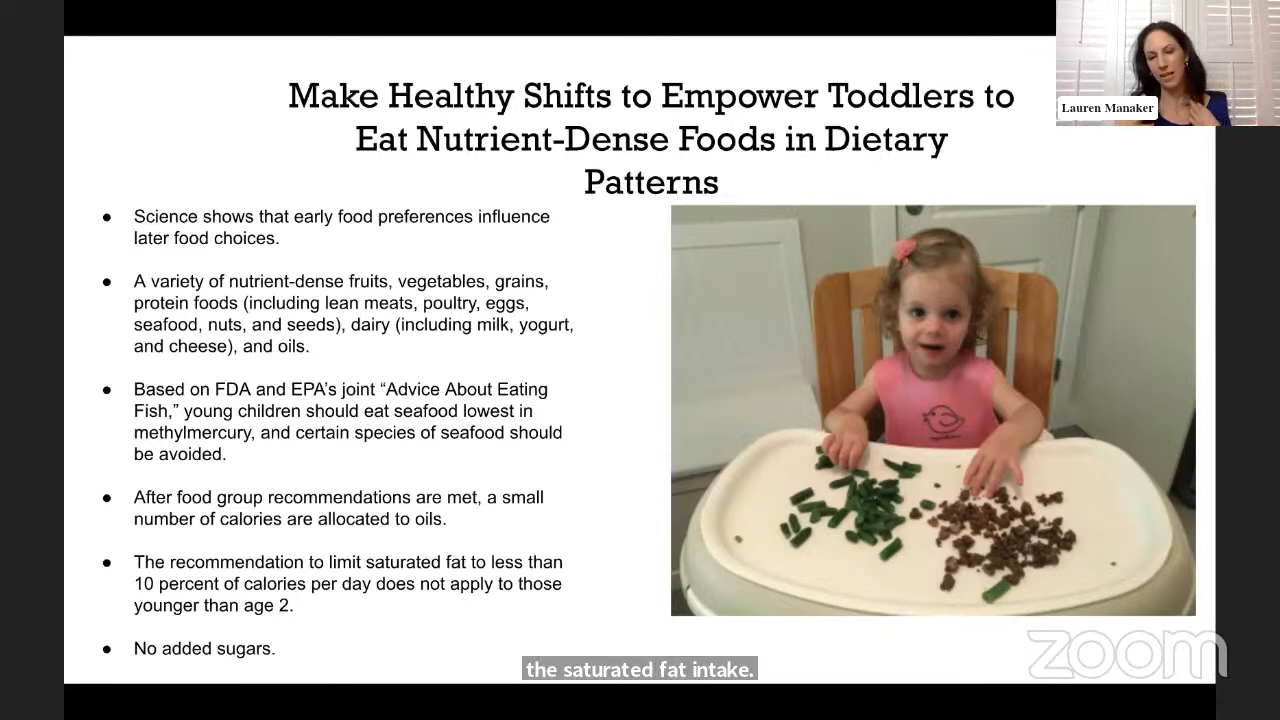 Make Healthy Shifts to Empower Toddlers to
Eat Nutrient-Dense Foods in Dietary
Patterns
Lauren Manaker
● Science shows that early food preferences influence
later food choices.
● A variety of nutrient-dense fruits, vegetables, grains,
protein foods (including lean meats, poultry, eggs,
seafood, nuts, and seeds), dairy (including milk, yogurt,
and cheese), and oils.
● Based on FDA and EPA’s joint “Advice About Eating
Fish,” young children should eat seafood lowest in
methylmercury, and certain species of seafood should
be avoided.
● After food group recommendations are met, a small
number of calories are allocated to oils.
● The recommendation to limit saturated fat to less than
10 percent of calories per day does not apply to those
younger than age 2.
● No added sugars.
the saturated fat intake.
zoom